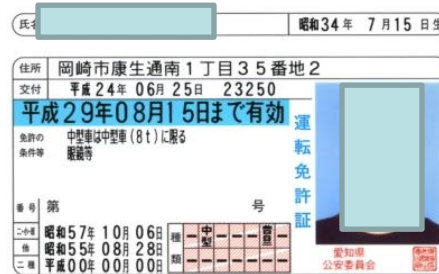 氏名
昭和34年 7月15日生
住所 岡崎市康生通南1丁目35番地2
交付 平成24年06月25日 23250
平成29年08月15日まで有効
免許の条件等 中型車は中型車(8t)に限る
眼鏡等
運転免許証
番号 第 号
二・小・原 昭和57年10月06日
他 昭和55年08月28日
二種 平成00年00月00日
種類 中型 普自二
愛知県
公安委員会